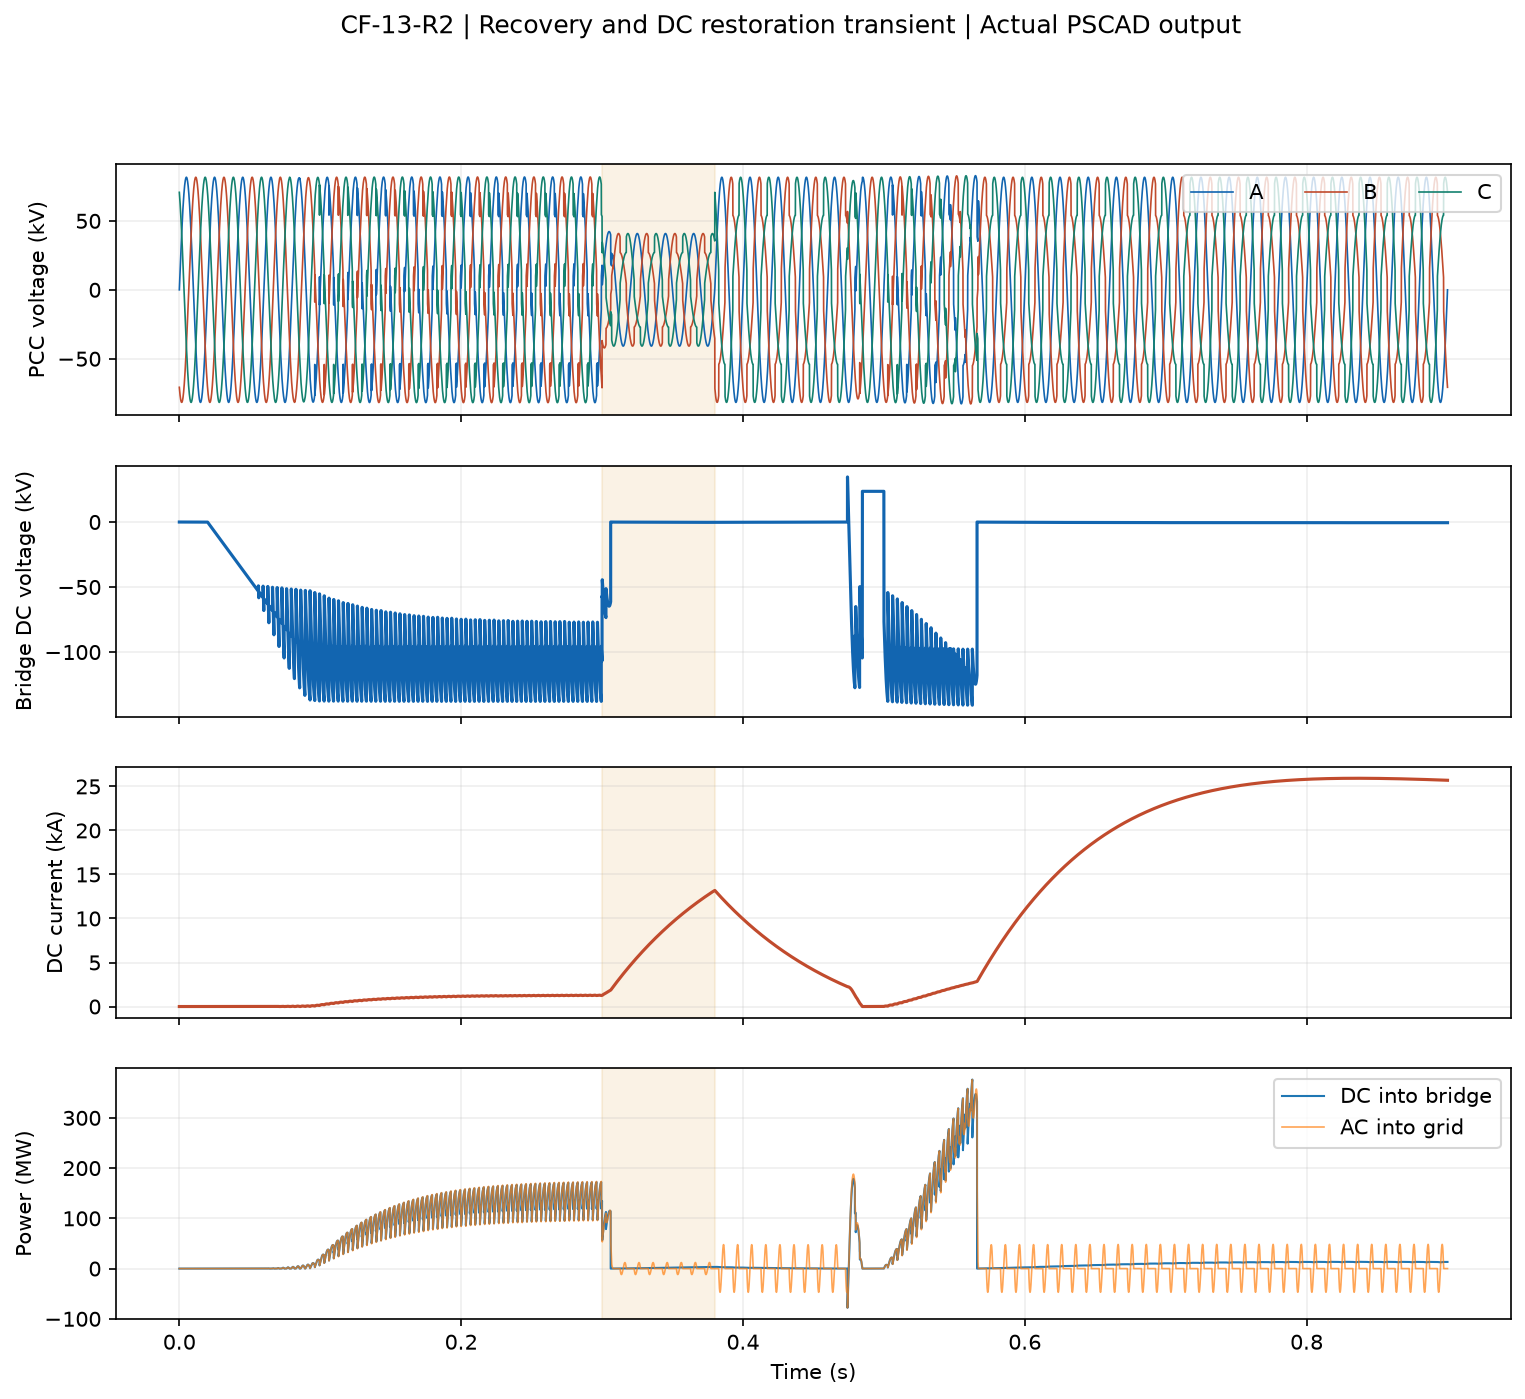 CF-13-R2 | Recovery and DC restoration transient | Actual PSCAD output
PCC voltage (kV)
50
0
−50
A B C
Bridge DC voltage (kV)
0
−50
−100
DC current (kA)
25
20
15
10
5
0
Power (MW)
300
200
100
0
−100
DC into bridge
AC into grid
0.0 0.2 0.4 0.6 0.8
Time (s)